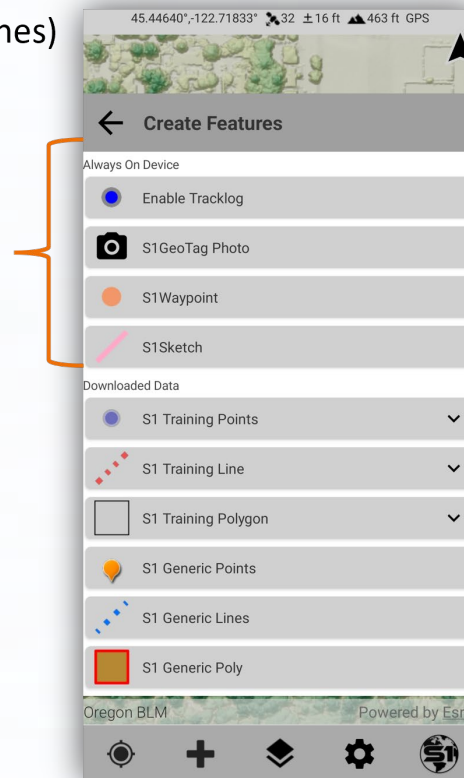 nes)
45.44640°,-122.71833° 32 ±16 ft 463 ft GPS
Create Features
Always On Device
Enable Tracklog
S1GeoTag Photo
S1Waypoint
S1Sketch
Downloaded Data
S1 Training Points
S1 Training Line
S1 Training Polygon
S1 Generic Points
S1 Generic Lines
S1 Generic Poly
Oregon BLM Powered by Esr
S1